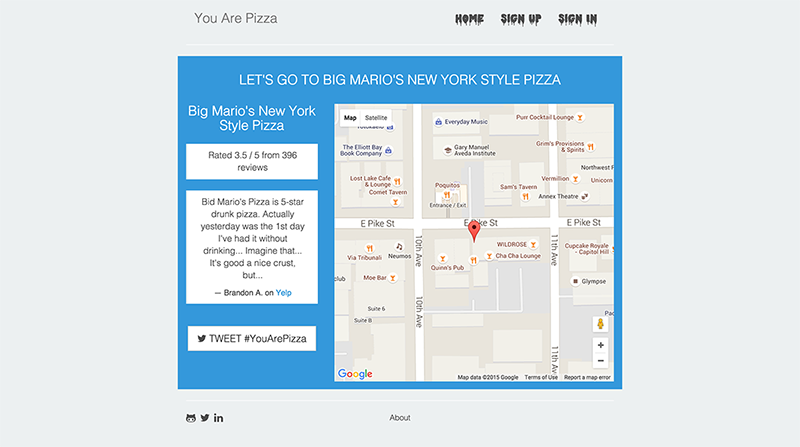 You Are Pizza
HOME SIGN UP SIGN IN
LET'S GO TO BIG MARIO'S NEW YORK STYLE PIZZA
Big Mario's New York
Style Pizza
Rated 3.5 / 5 from 396
reviews
Bid Mario's Pizza is 5-star
drunk pizza. Actually
yesterday was the 1st day
I've had it without
drinking... Imagine that...
It's good a nice crust,
but...
— Brandon A. on Yelp
TWEET #YouArePizza
Map Satellite
Everyday Music
Purr Cocktail Lounge
The Elliott Bay
Book Company
Gary Manuel
Aveda Institute
Grim's Provisions
& Spirits
Northwest F
Lost Lake Cafe
& Lounge
Comet Tavern
Poquitos
Entrance / Exit
Sam's Tavern
Vermillion
Unicorn
Annex Theatre
E Pike St
E Pike St
E Pike St
10th Ave
11th Ave
Via Tribunali
Neumos
WILDROSE
Cupcake Royale
- Capitol Hill
club
Moe Bar
Quinn's Pub
Cha Cha Lounge
Glympse
Suite 6
Suite B
10th Ave
11th Ave
Google
Map data ©2015 Google Terms of Use Report a map error
About